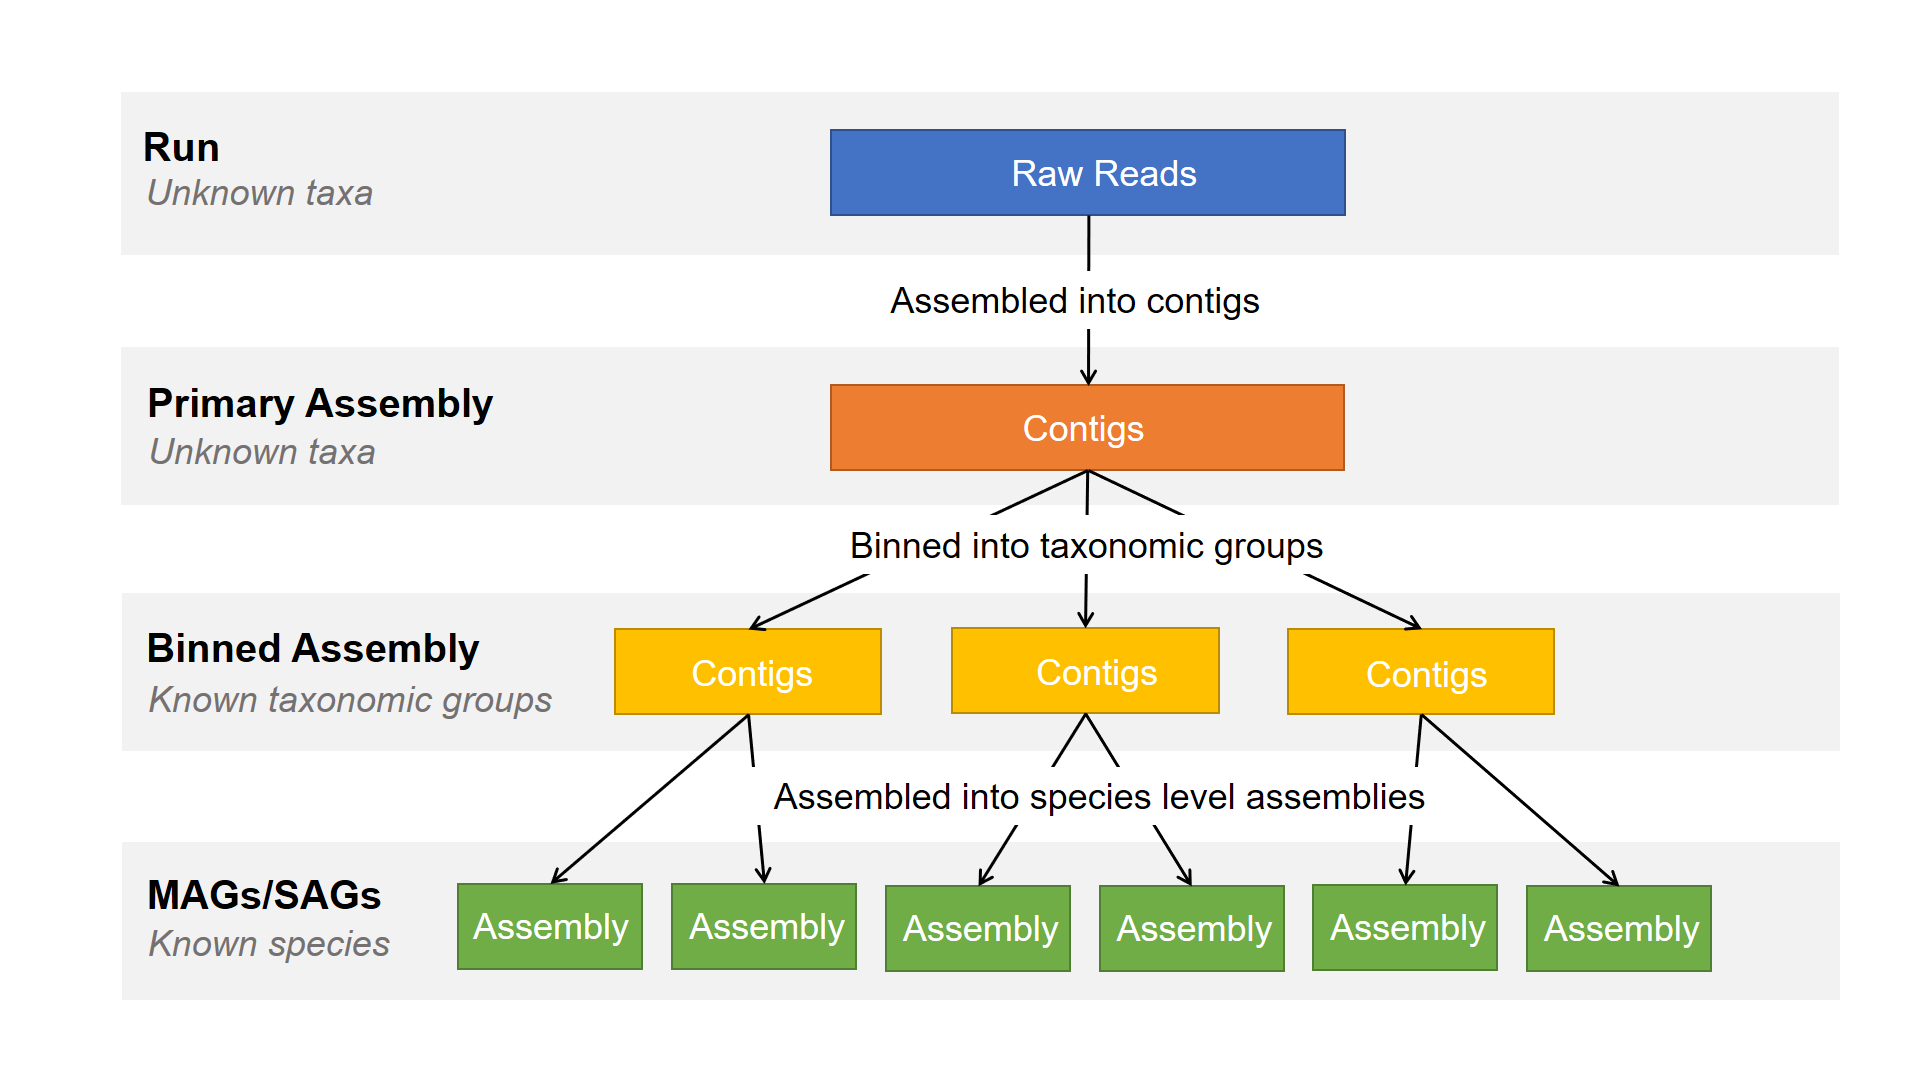 Run
Unknown taxa
Raw Reads
Assembled into contigs
Primary Assembly
Unknown taxa
Contigs
Binned into taxonomic groups
Binned Assembly
Known taxonomic groups
Contigs
Contigs
Contigs
Assembled into species level assemblies
MAGs/SAGs
Known species
Assembly
Assembly
Assembly
Assembly
Assembly
Assembly